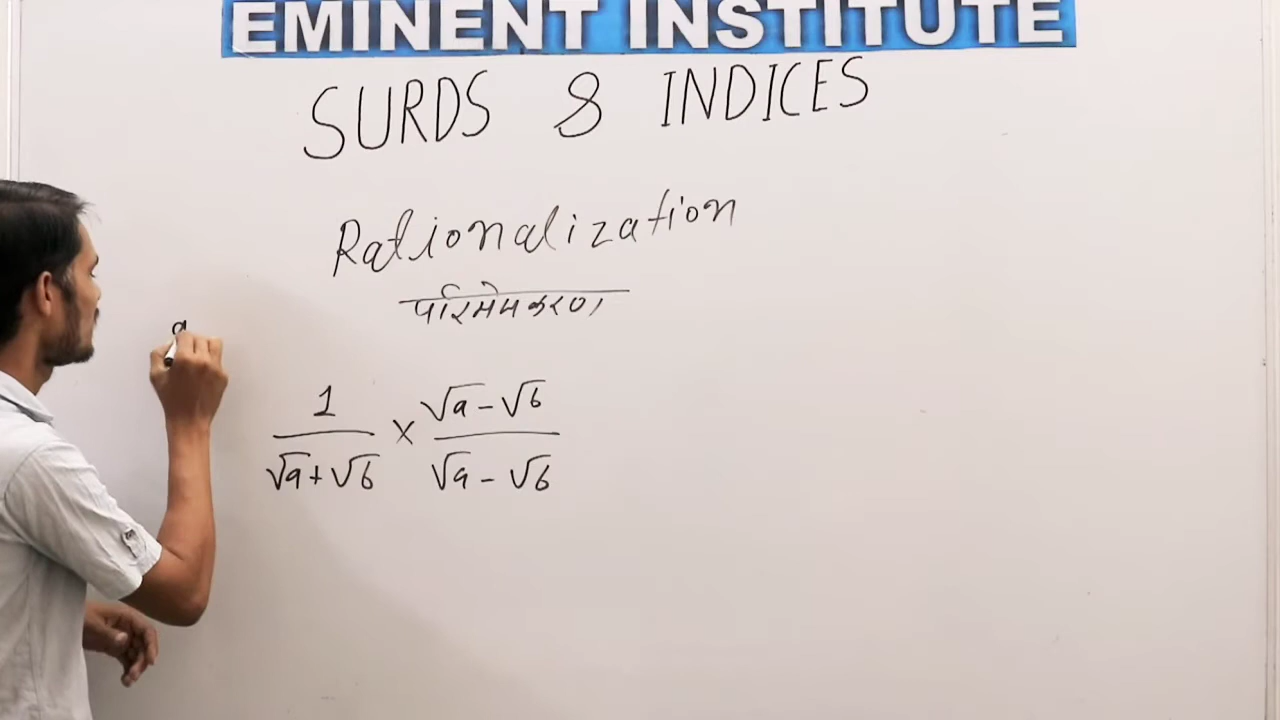 EMINENT INSTITUTE
SURDS & INDICES
Rationalization
परिमेयकरण
a
1/(√a+√b) × (√a-√b)/(√a-√b)